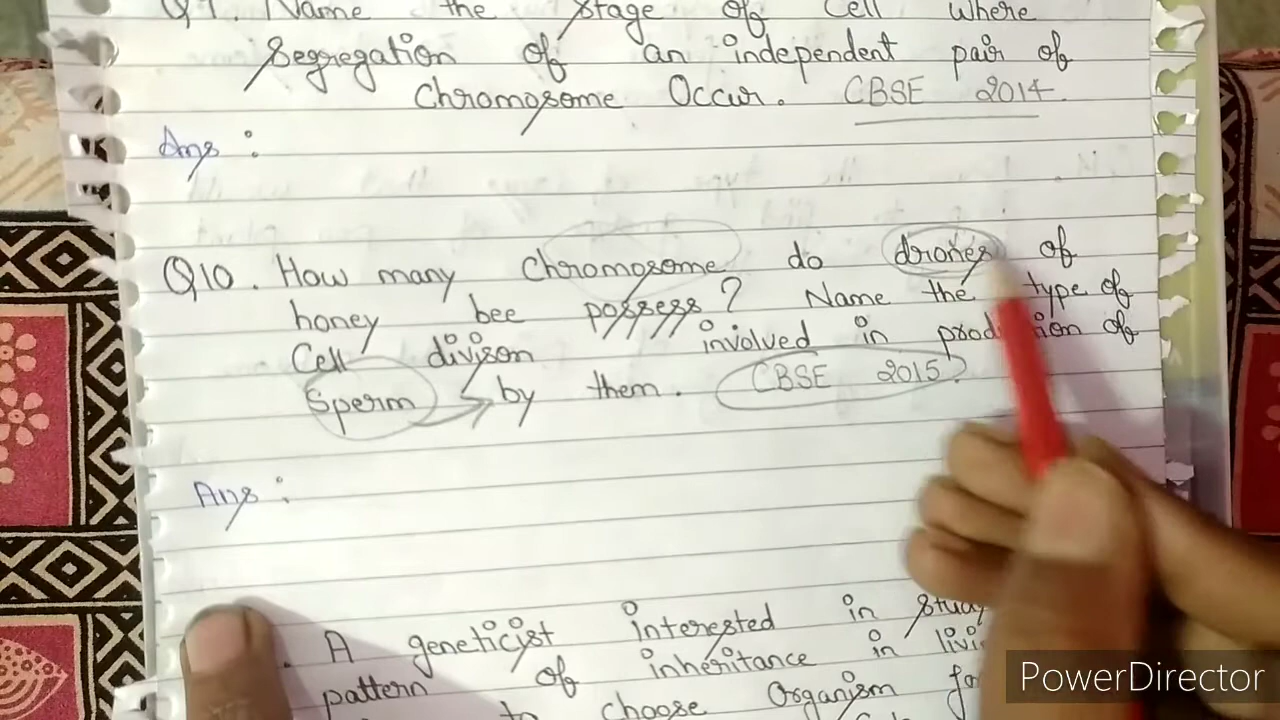 Q9. Name the stage of cell where
segregation of an independent pair of
chromosome Occur. CBSE 2014.
Ans :
Q10. How many chromosome do drones of
honey bee possess? Name the type of
Cell divison involved in production of
Sperm by them. CBSE 2015.
Ans :
. A geneticist interested in study
pattern of inheritance in
to choose Organism
PowerDirector